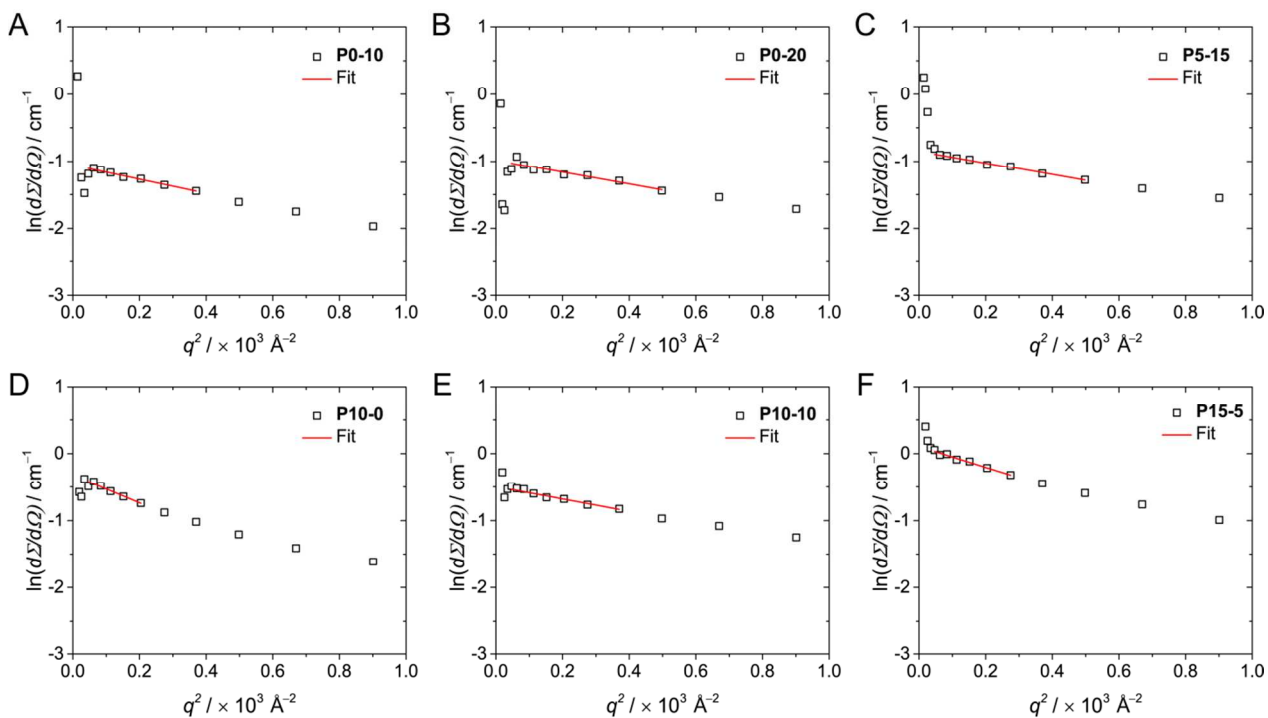 A
ln(dΣ/dΩ) / cm⁻¹
1
0
-1
-2
-3
P0-10
Fit
0.0 0.2 0.4 0.6 0.8 1.0
q² / × 10³ Å⁻²
B
ln(dΣ/dΩ) / cm⁻¹
1
0
-1
-2
-3
P0-20
Fit
0.0 0.2 0.4 0.6 0.8 1.0
q² / × 10³ Å⁻²
C
ln(dΣ/dΩ) / cm⁻¹
1
0
-1
-2
-3
P5-15
Fit
0.0 0.2 0.4 0.6 0.8 1.0
q² / × 10³ Å⁻²
D
ln(dΣ/dΩ) / cm⁻¹
1
0
-1
-2
-3
P10-0
Fit
0.0 0.2 0.4 0.6 0.8 1.0
q² / × 10³ Å⁻²
E
ln(dΣ/dΩ) / cm⁻¹
1
0
-1
-2
-3
P10-10
Fit
0.0 0.2 0.4 0.6 0.8 1.0
q² / × 10³ Å⁻²
F
ln(dΣ/dΩ) / cm⁻¹
1
0
-1
-2
-3
P15-5
Fit
0.0 0.2 0.4 0.6 0.8 1.0
q² / × 10³ Å⁻²